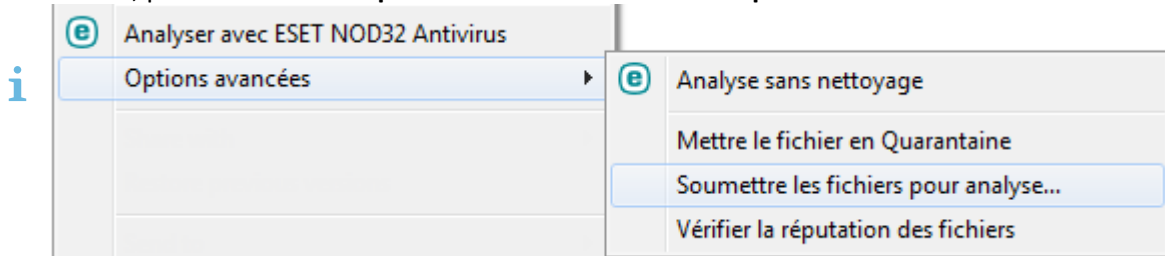 Analyser avec ESET NOD32 Antivirus
Options avancées
Analyse sans nettoyage
Mettre le fichier en Quarantaine
Soumettre les fichiers pour analyse...
Vérifier la réputation des fichiers